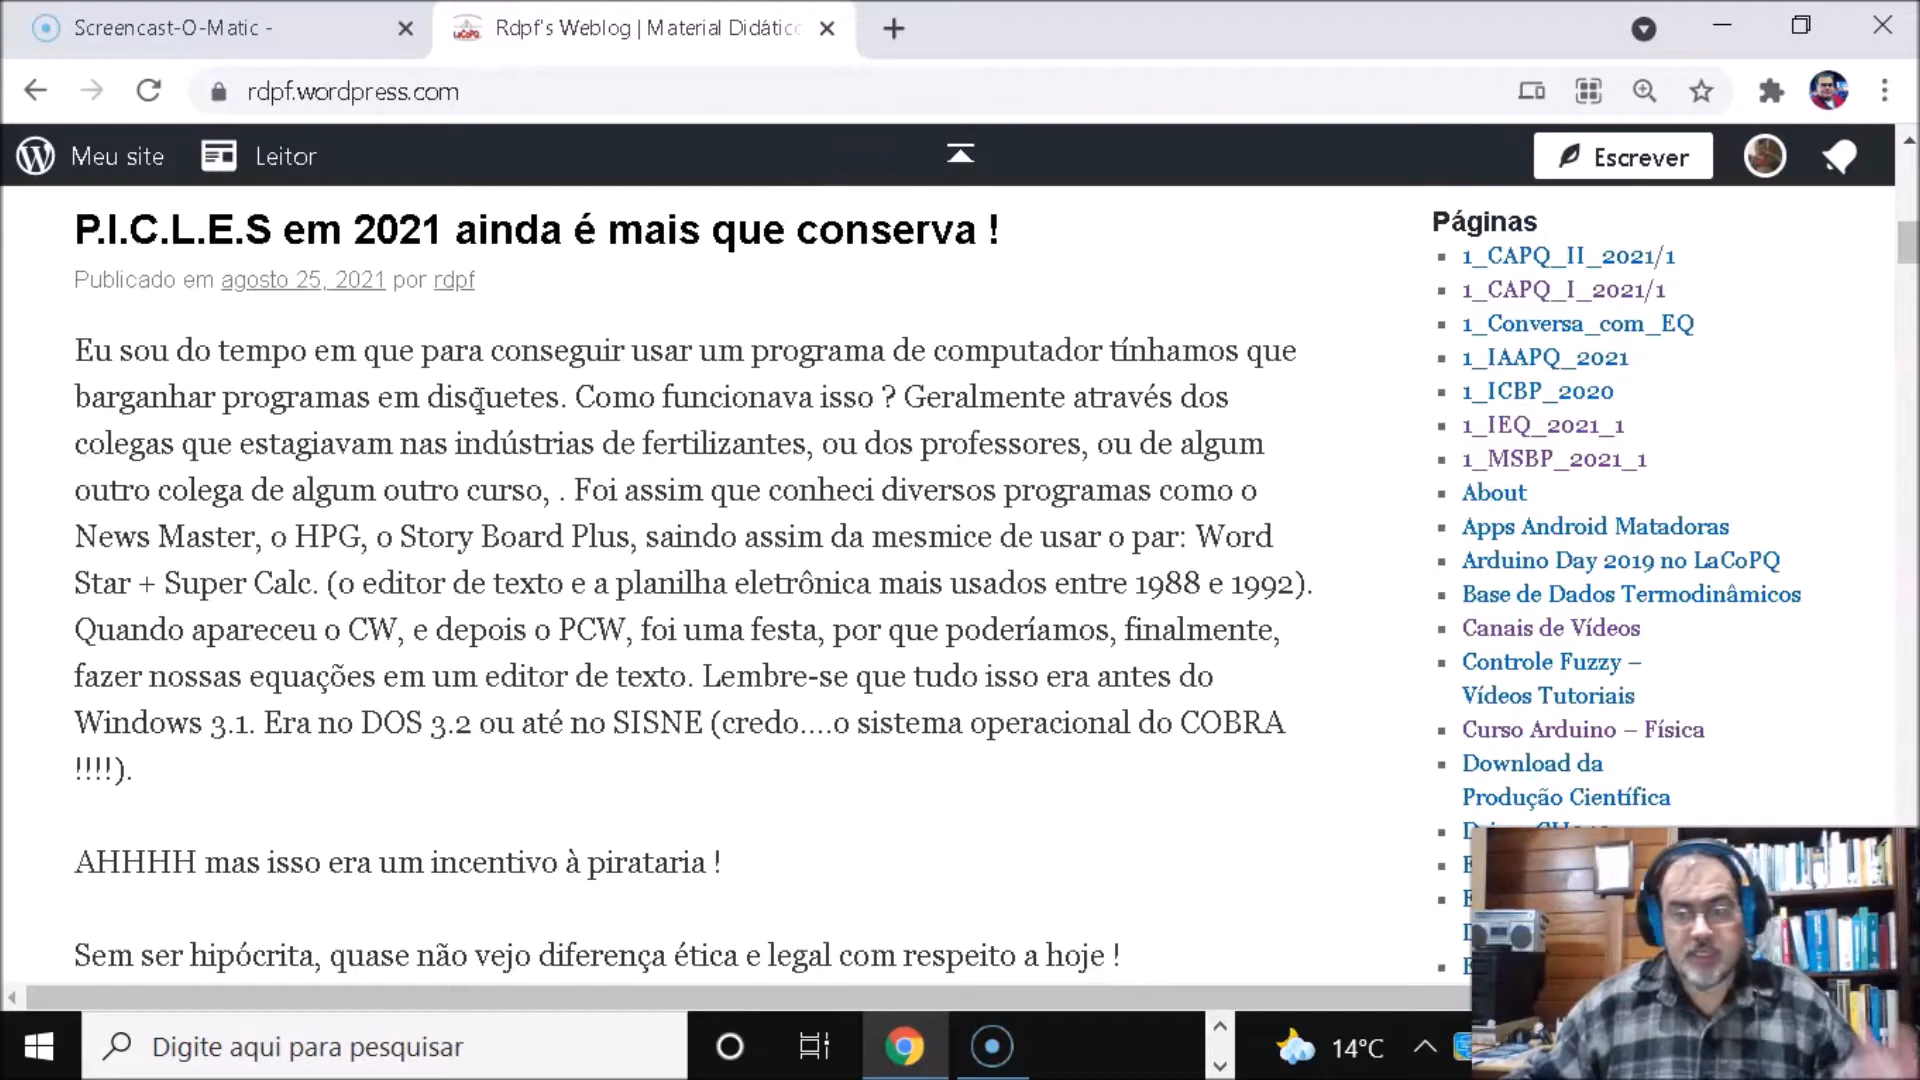 Screencast-O-Matic -
Rdpf's Weblog | Material Didátic
rdpf.wordpress.com
Meu site
Leitor
Escrever
P.I.C.L.E.S em 2021 ainda é mais que conserva !
Publicado em agosto 25, 2021 por rdpf
Eu sou do tempo em que para conseguir usar um programa de computador tínhamos que
barganhar programas em disquetes. Como funcionava isso ? Geralmente através dos
colegas que estagiavam nas indústrias de fertilizantes, ou dos professores, ou de algum
outro colega de algum outro curso, . Foi assim que conheci diversos programas como o
News Master, o HPG, o Story Board Plus, saindo assim da mesmice de usar o par: Word
Star + Super Calc. (o editor de texto e a planilha eletrônica mais usados entre 1988 e 1992).
Quando apareceu o CW, e depois o PCW, foi uma festa, por que poderíamos, finalmente,
fazer nossas equações em um editor de texto. Lembre-se que tudo isso era antes do
Windows 3.1. Era no DOS 3.2 ou até no SISNE (credo....o sistema operacional do COBRA
!!!!).
AHHHH mas isso era um incentivo à pirataria !
Sem ser hipócrita, quase não vejo diferença ética e legal com respeito a hoje !
Páginas
1_CAPQ_II_2021/1
1_CAPQ_I_2021/1
1_Conversa_com_EQ
1_IAAPQ_2021
1_ICBP_2020
1_IEQ_2021_1
1_MSBP_2021_1
About
Apps Android Matadoras
Arduino Day 2019 no LaCoPQ
Base de Dados Termodinâmicos
Canais de Vídeos
Controle Fuzzy –
Vídeos Tutoriais
Curso Arduino – Física
Download da
Produção Científica
Digite aqui para pesquisar
14°C